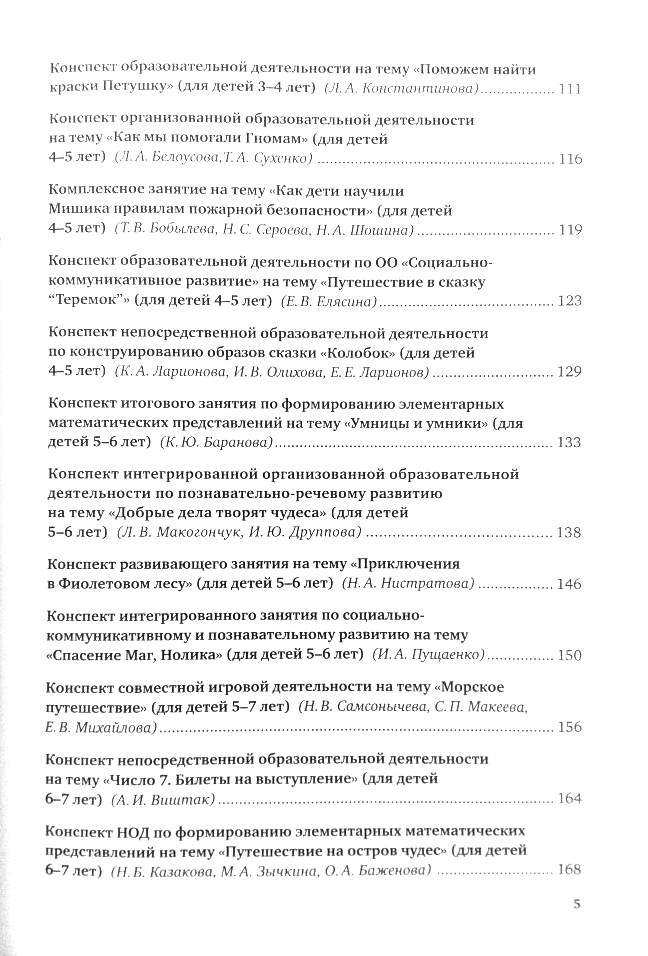 Конспект образовательной деятельности на тему «Поможем найти
краски Петушку» (для детей 3–4 лет) (Л. А. Константинова)................... 111
Конспект организованной образовательной деятельности
на тему «Как мы помогали Гномам» (для детей
4–5 лет) (Л. А. Белоусова, Т. А. Сухенко) ................................................... 116
Комплексное занятие на тему «Как дети научили
Мишика правилам пожарной безопасности» (для детей
4–5 лет) (Т. В. Бобылева, Н. С. Сероева, Н. А. Шошина) .............................. 119
Конспект образовательной деятельности по ОО «Социально-
коммуникативное развитие» на тему «Путешествие в сказку
“Теремок”» (для детей 4–5 лет) (Е. В. Елясина)...................................... 123
Конспект непосредственной образовательной деятельности
по конструированию образов сказки «Колобок» (для детей
4–5 лет) (К. А. Ларионова, И. В. Олихова, Е. Е. Ларионов) .......................... 129
Конспект итогового занятия по формированию элементарных
математических представлений на тему «Умницы и умники» (для
детей 5–6 лет) (К. Ю. Баранова)............................................................ 133
Конспект интегрированной организованной образовательной
деятельности по познавательно-речевому развитию
на тему «Добрые дела творят чудеса» (для детей
5–6 лет) (Л. В. Макогончук, И. Ю. Друппова) ........................................ 138
Конспект развивающего занятия на тему «Приключения
в Фиолетовом лесу» (для детей 5–6 лет) (Н. А. Нистратова) ................ 146
Конспект интегрированного занятия по социально-
коммуникативному и познавательному развитию на тему
«Спасение Маг, Нолика» (для детей 5–6 лет) (И. А. Пущаенко).............. 150
Конспект совместной игровой деятельности на тему «Морское
путешествие» (для детей 5–7 лет) (Н. В. Самсонычева, С. П. Макеева,
Е. В. Михайлова)................................................................................... 156
Конспект непосредственной образовательной деятельности
на тему «Число 7. Билеты на выступление» (для детей
6–7 лет) (А. И. Виштак)........................................................................ 164
Конспект НОД по формированию элементарных математических
представлений на тему «Путешествие на остров чудес» (для детей
6–7 лет) (Н. Б. Казакова, М. А. Зычкина, О. А. Баженова) ........................ 168
5